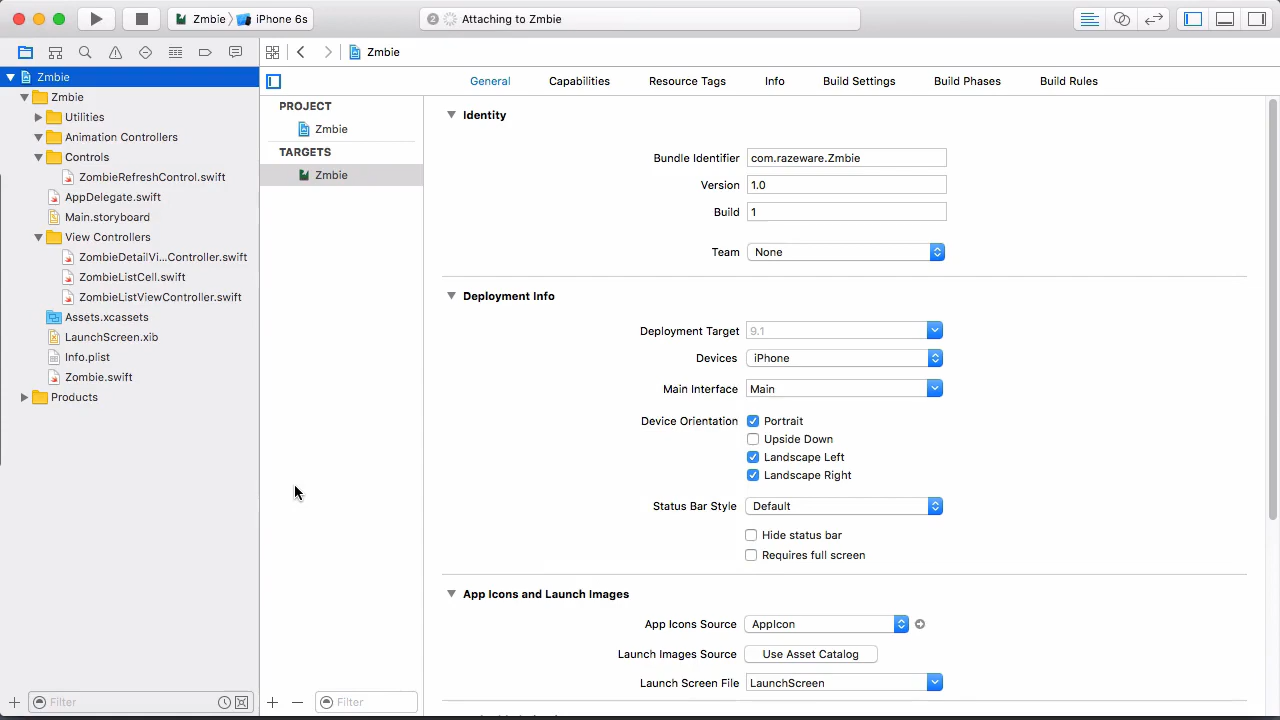 Zmbie iPhone 6s
2 Attaching to Zmbie
Zmbie
General Capabilities Resource Tags Info Build Settings Build Phases Build Rules
Zmbie
Zmbie
Utilities
Animation Controllers
Controls
ZombieRefreshControl.swift
AppDelegate.swift
Main.storyboard
View Controllers
ZombieDetailVi...Controller.swift
ZombieListCell.swift
ZombieListViewController.swift
Assets.xcassets
LaunchScreen.xib
Info.plist
Zombie.swift
Products
Filter
PROJECT
Zmbie
TARGETS
Zmbie
Filter
Identity
Bundle Identifier com.razeware.Zmbie
Version 1.0
Build 1
Team None
Deployment Info
Deployment Target 9.1
Devices iPhone
Main Interface Main
Device Orientation Portrait
Upside Down
Landscape Left
Landscape Right
Status Bar Style Default
Hide status bar
Requires full screen
App Icons and Launch Images
App Icons Source AppIcon
Launch Images Source Use Asset Catalog
Launch Screen File LaunchScreen